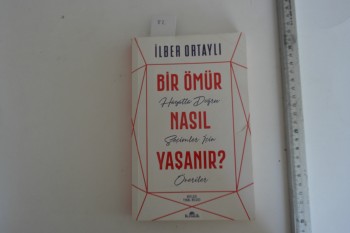 İLBER ORTAYLI
BİR ÖMÜR
Hayatta Doğru
NASIL
Seçimler İçin
YAŞANIR?
Öneriler